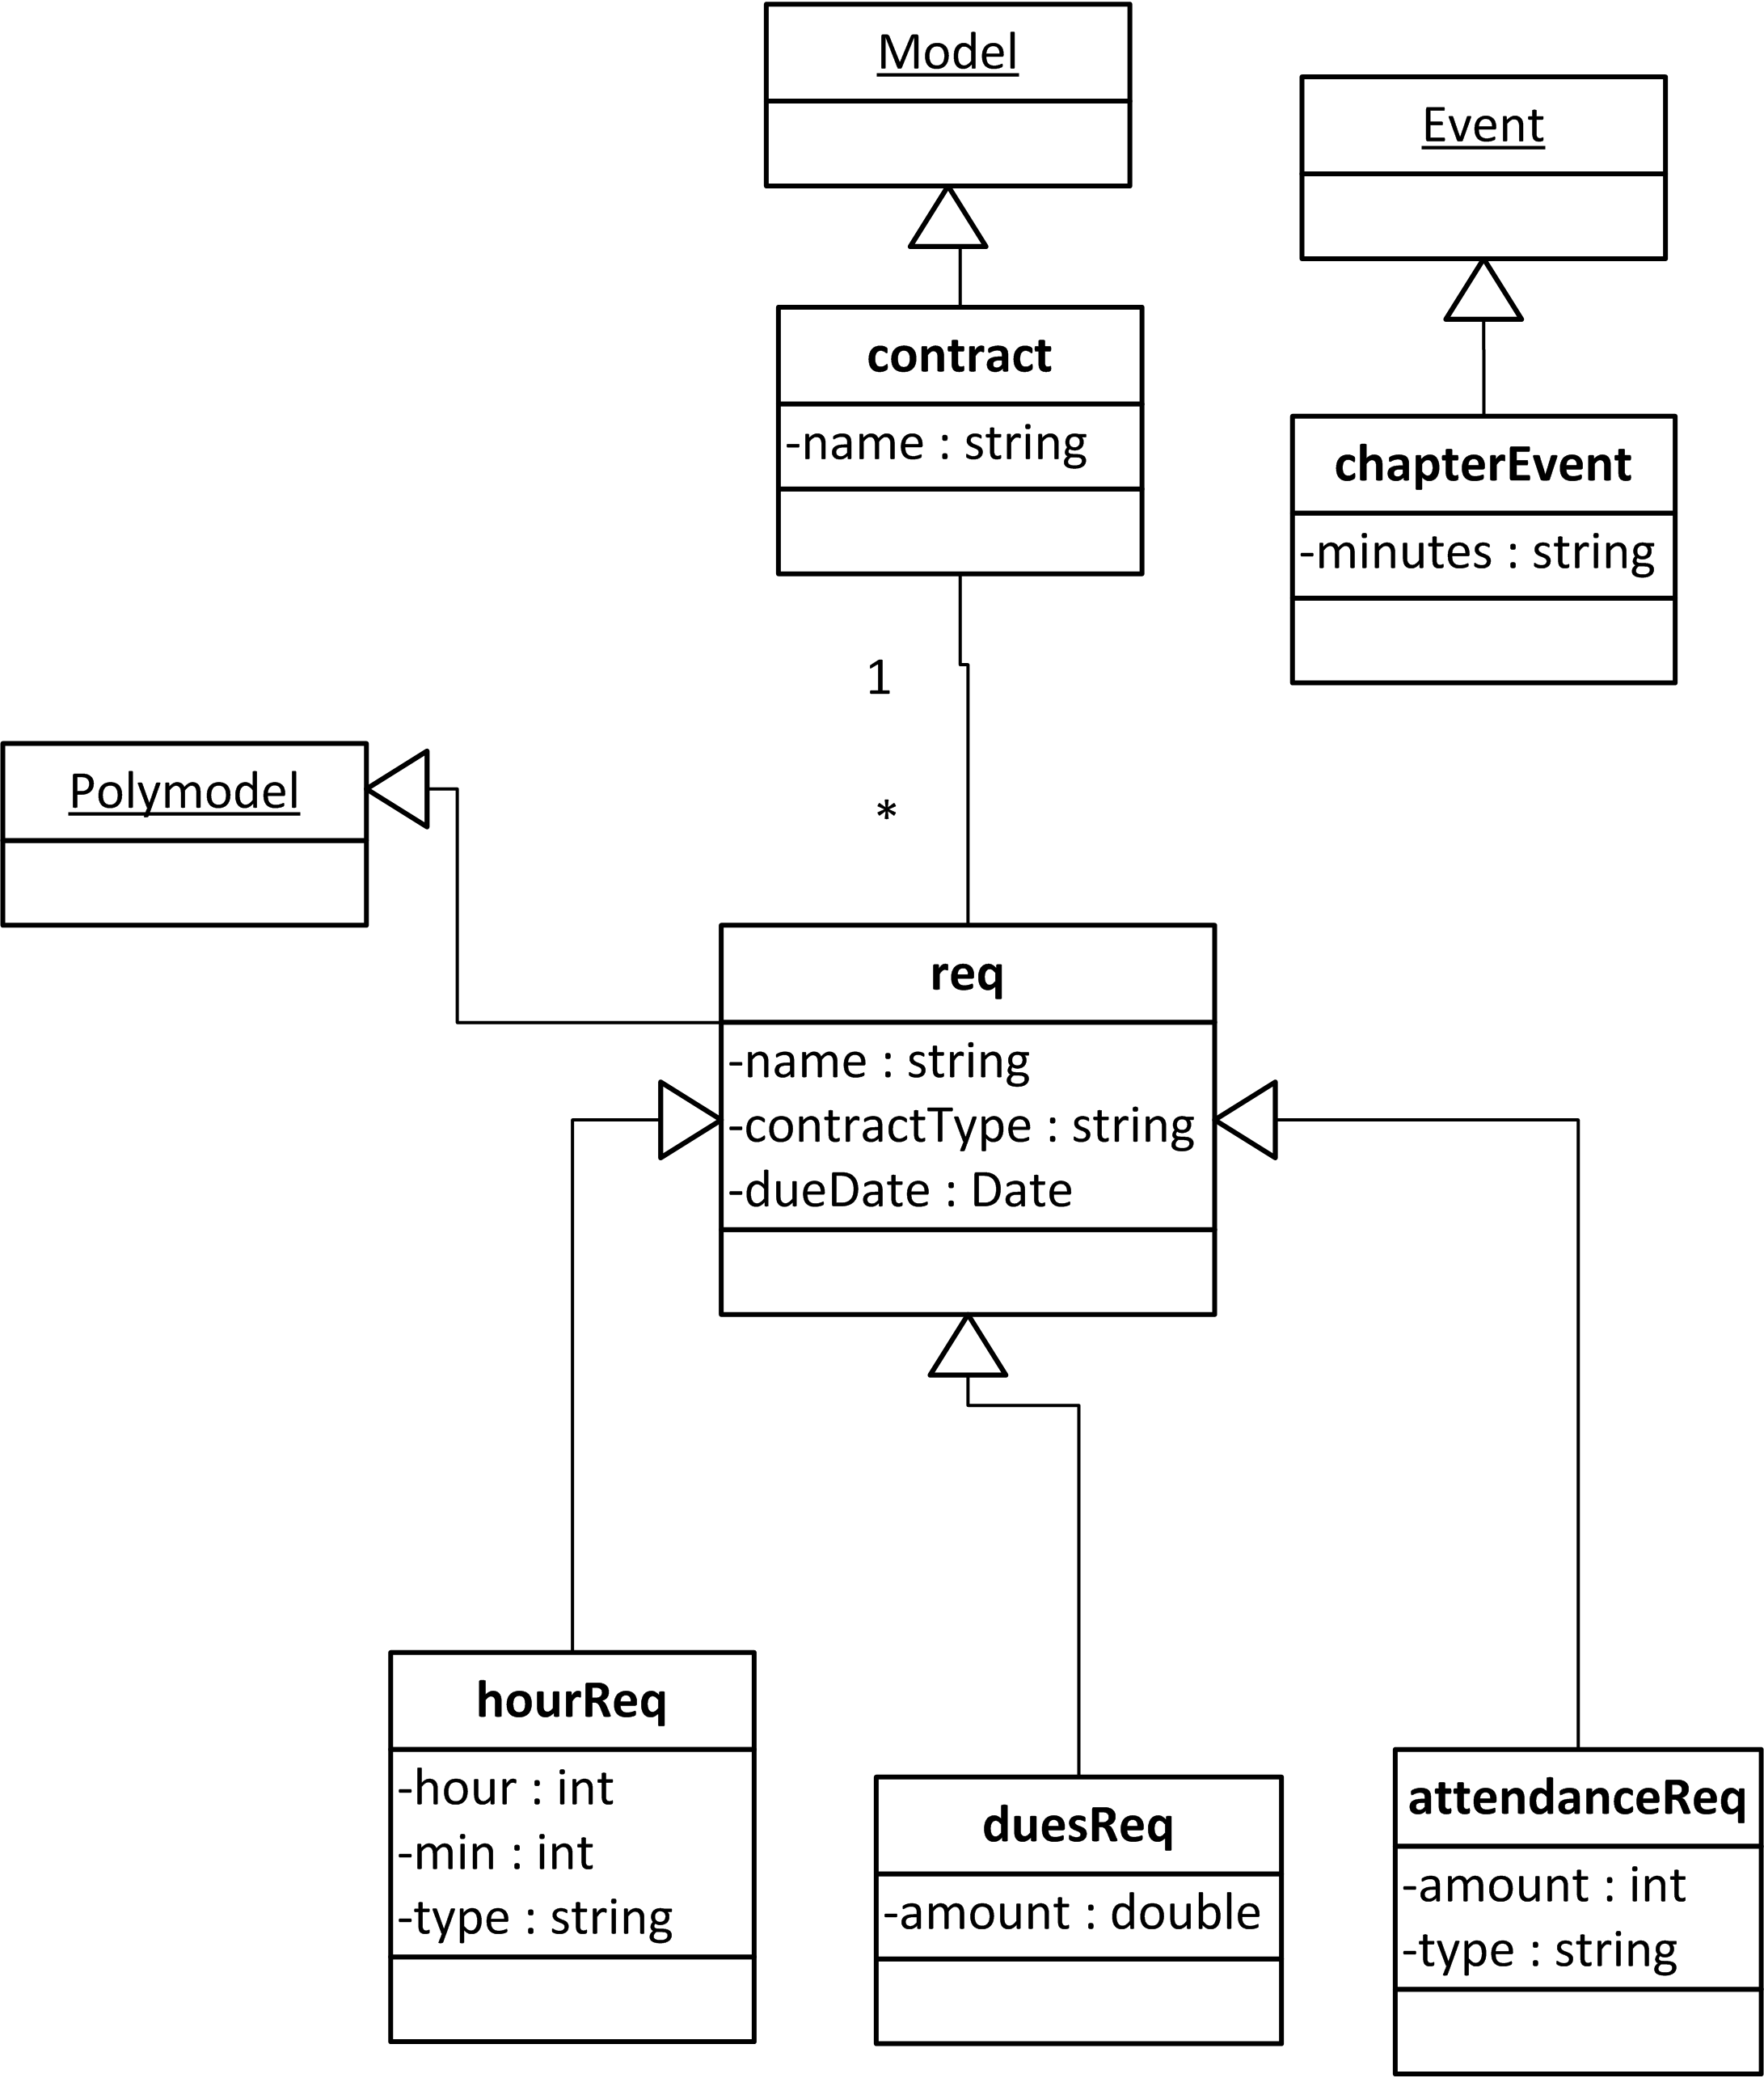 Model
Event
contract
-name : string
chapterEvent
-minutes : string
1
Polymodel
*
req
-name : string
-contractType : string
-dueDate : Date
hourReq
-hour : int
-min : int
-type : string
duesReq
-amount : double
attendanceReq
-amount : int
-type : string